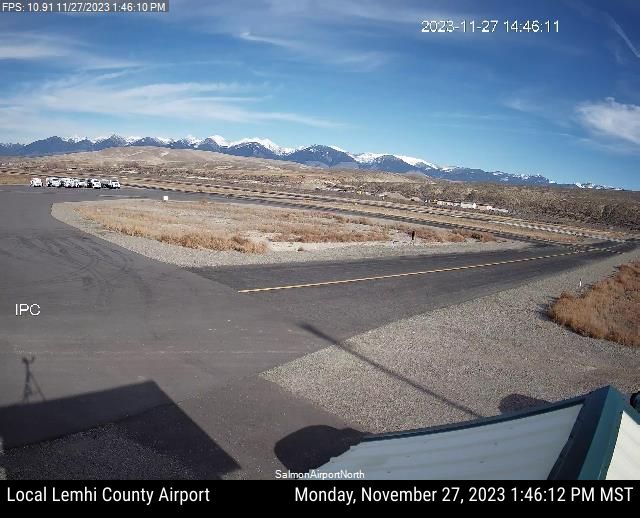 FPS: 10.91 11/27/2023 1:46:10 PM
2023-11-27 14:46:11
IPC
SalmonAirportNorth
Local Lemhi County Airport Monday, November 27, 2023 1:46:12 PM MST